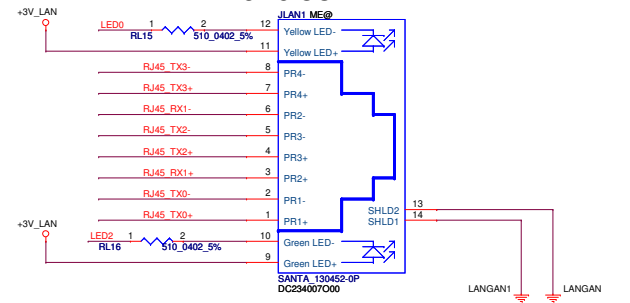 JLAN1 ME@
+3V_LAN
LED0 1 2 12 Yellow LED-
RL15 510_0402_5%
11 Yellow LED+
RJ45_TX3- 8 PR4-
RJ45_TX3+ 7 PR4+
RJ45_RX1- 6 PR2-
RJ45_TX2- 5 PR3-
RJ45_TX2+ 4 PR3+
RJ45_RX1+ 3 PR2+
RJ45_TX0- 2 PR1-
RJ45_TX0+ 1 PR1+
SHLD2 13
SHLD1 14
+3V_LAN
LED2 1 2 10 Green LED-
RL16 510_0402_5%
9 Green LED+
SANTA_130452-0P
DC234007O00
LANGAN1 LANGAN